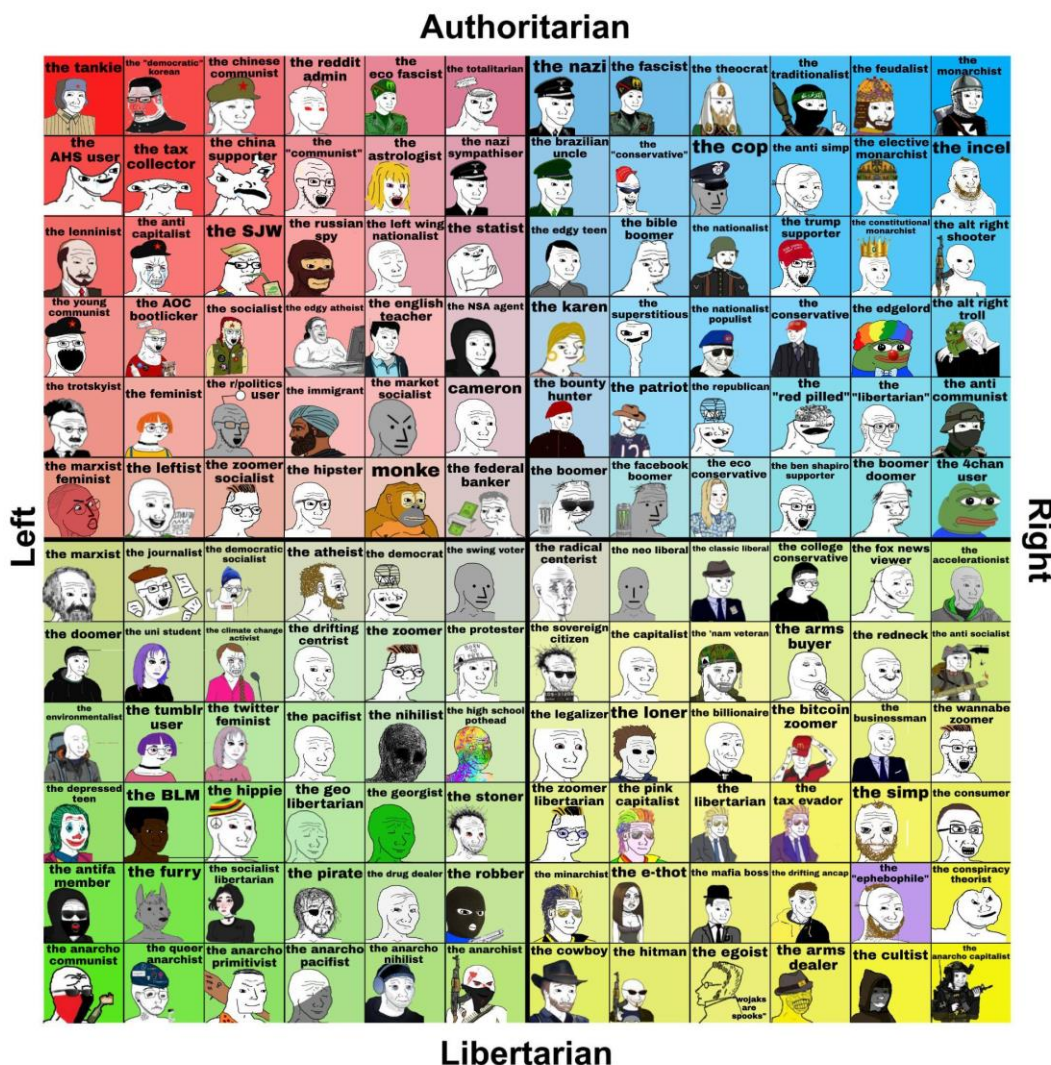 Authoritarian
the tankie
the "democratic"
korean
the chinese
communist
the reddit
admin
the
eco fascist
the totalitarian
the nazi
the fascist
the theocrat
the
traditionalist
the feudalist
the
monarchist
the
AHS user
the tax
collector
the china
supporter
the
"communist"
the
astrologist
the nazi
sympathiser
the brazilian
uncle
the
"conservative"
the cop
the anti simp
the elective
monarchist
the incel
the lenninist
the anti
capitalist
the SJW
the russian
spy
the left wing
nationalist
the statist
the edgy teen
the bible
boomer
the nationalist
the trump
supporter
the constitutional
monarchist
the alt right
shooter
the young
communist
the AOC
bootlicker
the socialist
the edgy atheist
the english
teacher
the NSA agent
the karen
the
superstitious
the nationalist
populist
the
conservative
the edgelord
the alt right
troll
the trotskyist
the feminist
the r/politics
user
the immigrant
the market
socialist
cameron
the bounty
hunter
the patriot
the republican
the
"red pilled"
the
"libertarian"
the anti
communist
the marxist
feminist
the leftist
the zoomer
socialist
the hipster
monke
the federal
banker
the boomer
the facebook
boomer
the eco
conservative
the ben shapiro
supporter
the boomer
doomer
the 4chan
user
Left
Right
the marxist
the journalist
the democratic
socialist
the atheist
the democrat
the swing voter
the radical
centerist
the neo liberal
the classic liberal
the college
conservative
the fox news
viewer
the
accelerationist
the doomer
the uni student
the climate change
activist
the drifting
centrist
the zoomer
the protester
the sovereign
citizen
the capitalist
the 'nam veteran
the arms
buyer
the redneck
the anti socialist
the
environmentalist
the tumblr
user
the twitter
feminist
the pacifist
the nihilist
the high school
pothead
the legalizer
the loner
the billionaire
the bitcoin
zoomer
the
businessman
the wannabe
zoomer
the depressed
teen
the BLM
the hippie
the geo
libertarian
the georgist
the stoner
the zoomer
libertarian
the pink
capitalist
the
libertarian
the
tax evador
the simp
the consumer
the antifa
member
the furry
the socialist
libertarian
the pirate
the drug dealer
the robber
the minarchist
the e-thot
the mafia boss
the drifting ancap
the
"ephebophile"
the conspiracy
theorist
the anarcho
communist
the queer
anarchist
the anarcho
primitivist
the anarcho
pacifist
the anarcho
nihilist
the anarchist
the cowboy
the hitman
the egoist
wojaks
are
spooks"
the arms
dealer
the cultist
the
anarcho capitalist
Libertarian